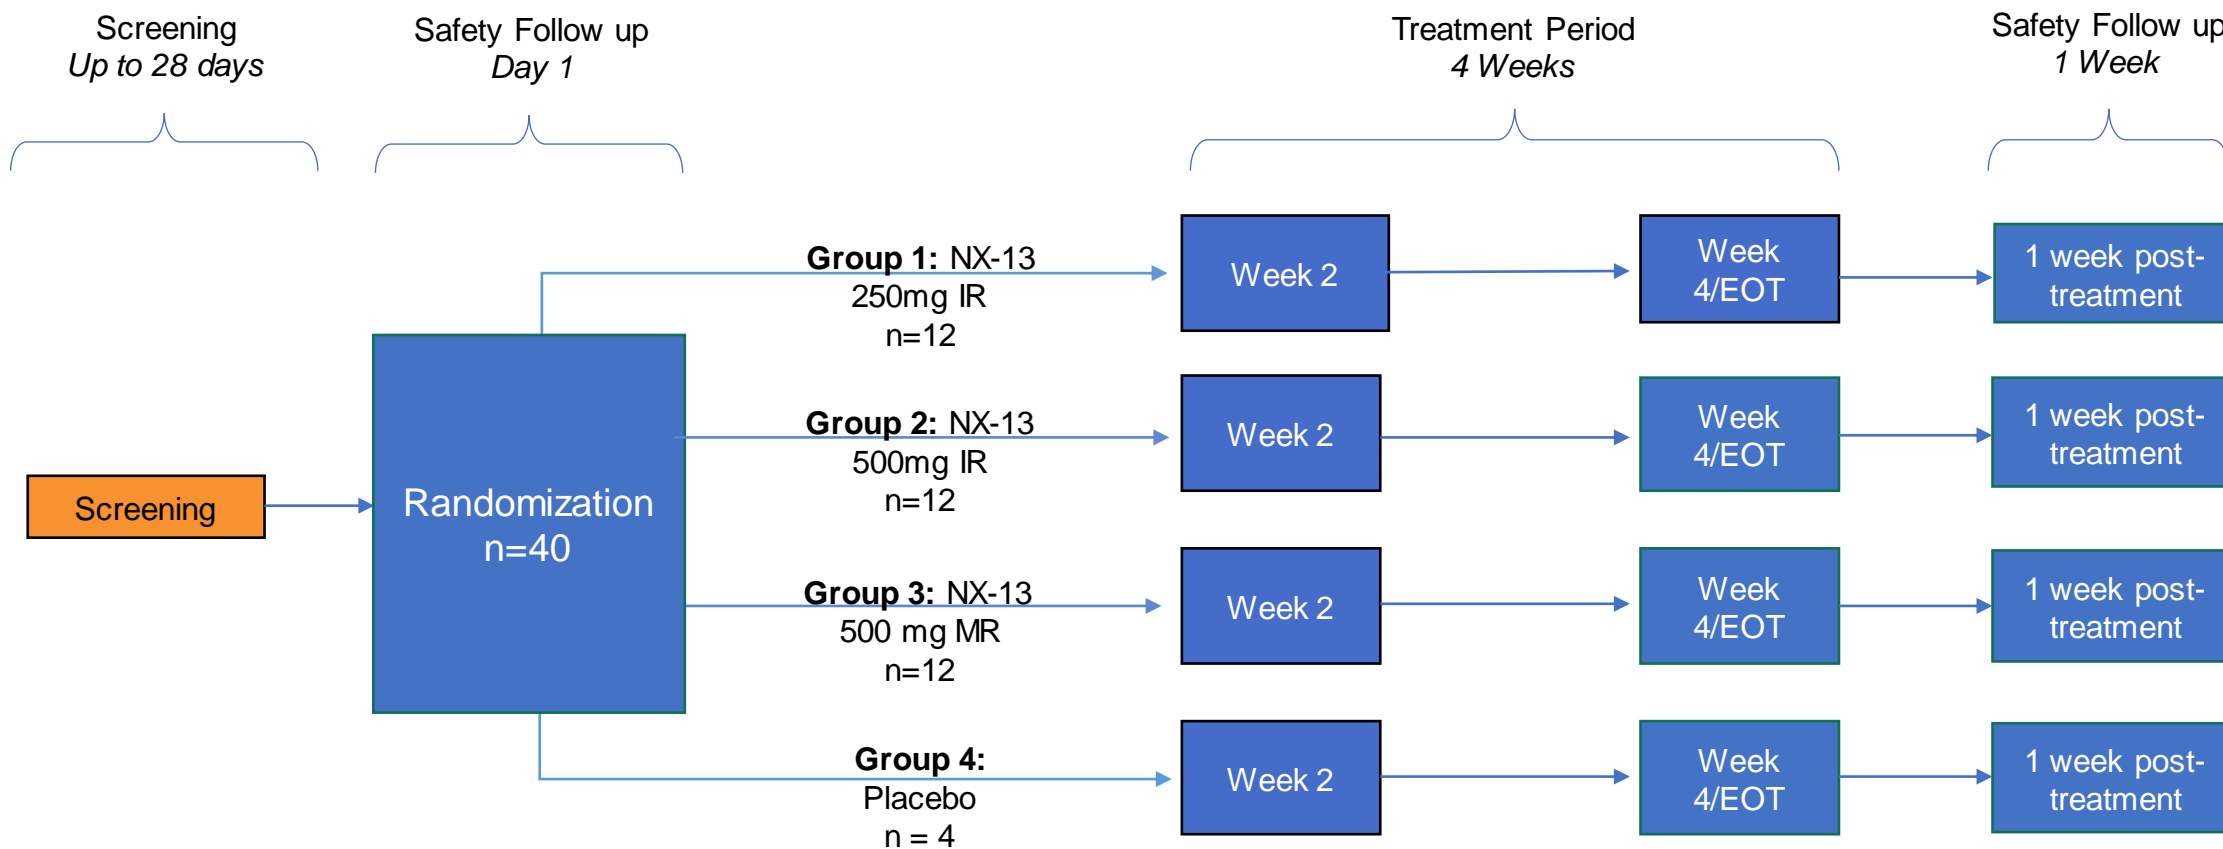 Screening
Up to 28 days
Safety Follow up
Day 1
Treatment Period
4 Weeks
Safety Follow up
1 Week
Group 1: NX-13
250mg IR
n=12
Week 2
Week
4/EOT
1 week post-
treatment
Group 2: NX-13
500mg IR
n=12
Week 2
Week
4/EOT
1 week post-
treatment
Screening
Randomization
n=40
Group 3: NX-13
500 mg MR
n=12
Week 2
Week
4/EOT
1 week post-
treatment
Group 4:
Placebo
n = 4
Week 2
Week
4/EOT
1 week post-
treatment